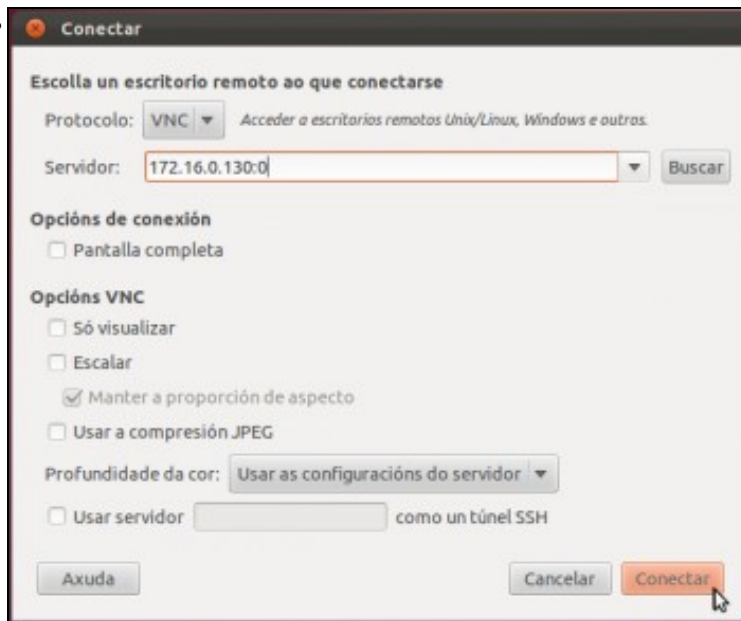 Conectar
Escolla un escritorio remoto ao que conectarse
Protocolo: VNC Acceder a escritorios remotos Unix/Linux, Windows e outros.
Servidor: 172.16.0.130:0 Buscar
Opcións de conexión
Pantalla completa
Opcións VNC
Só visualizar
Escalar
Manter a proporción de aspecto
Usar a compresión JPEG
Profundidade da cor: Usar as configuracións do servidor
Usar servidor como un túnel SSH
Axuda Cancelar Conectar